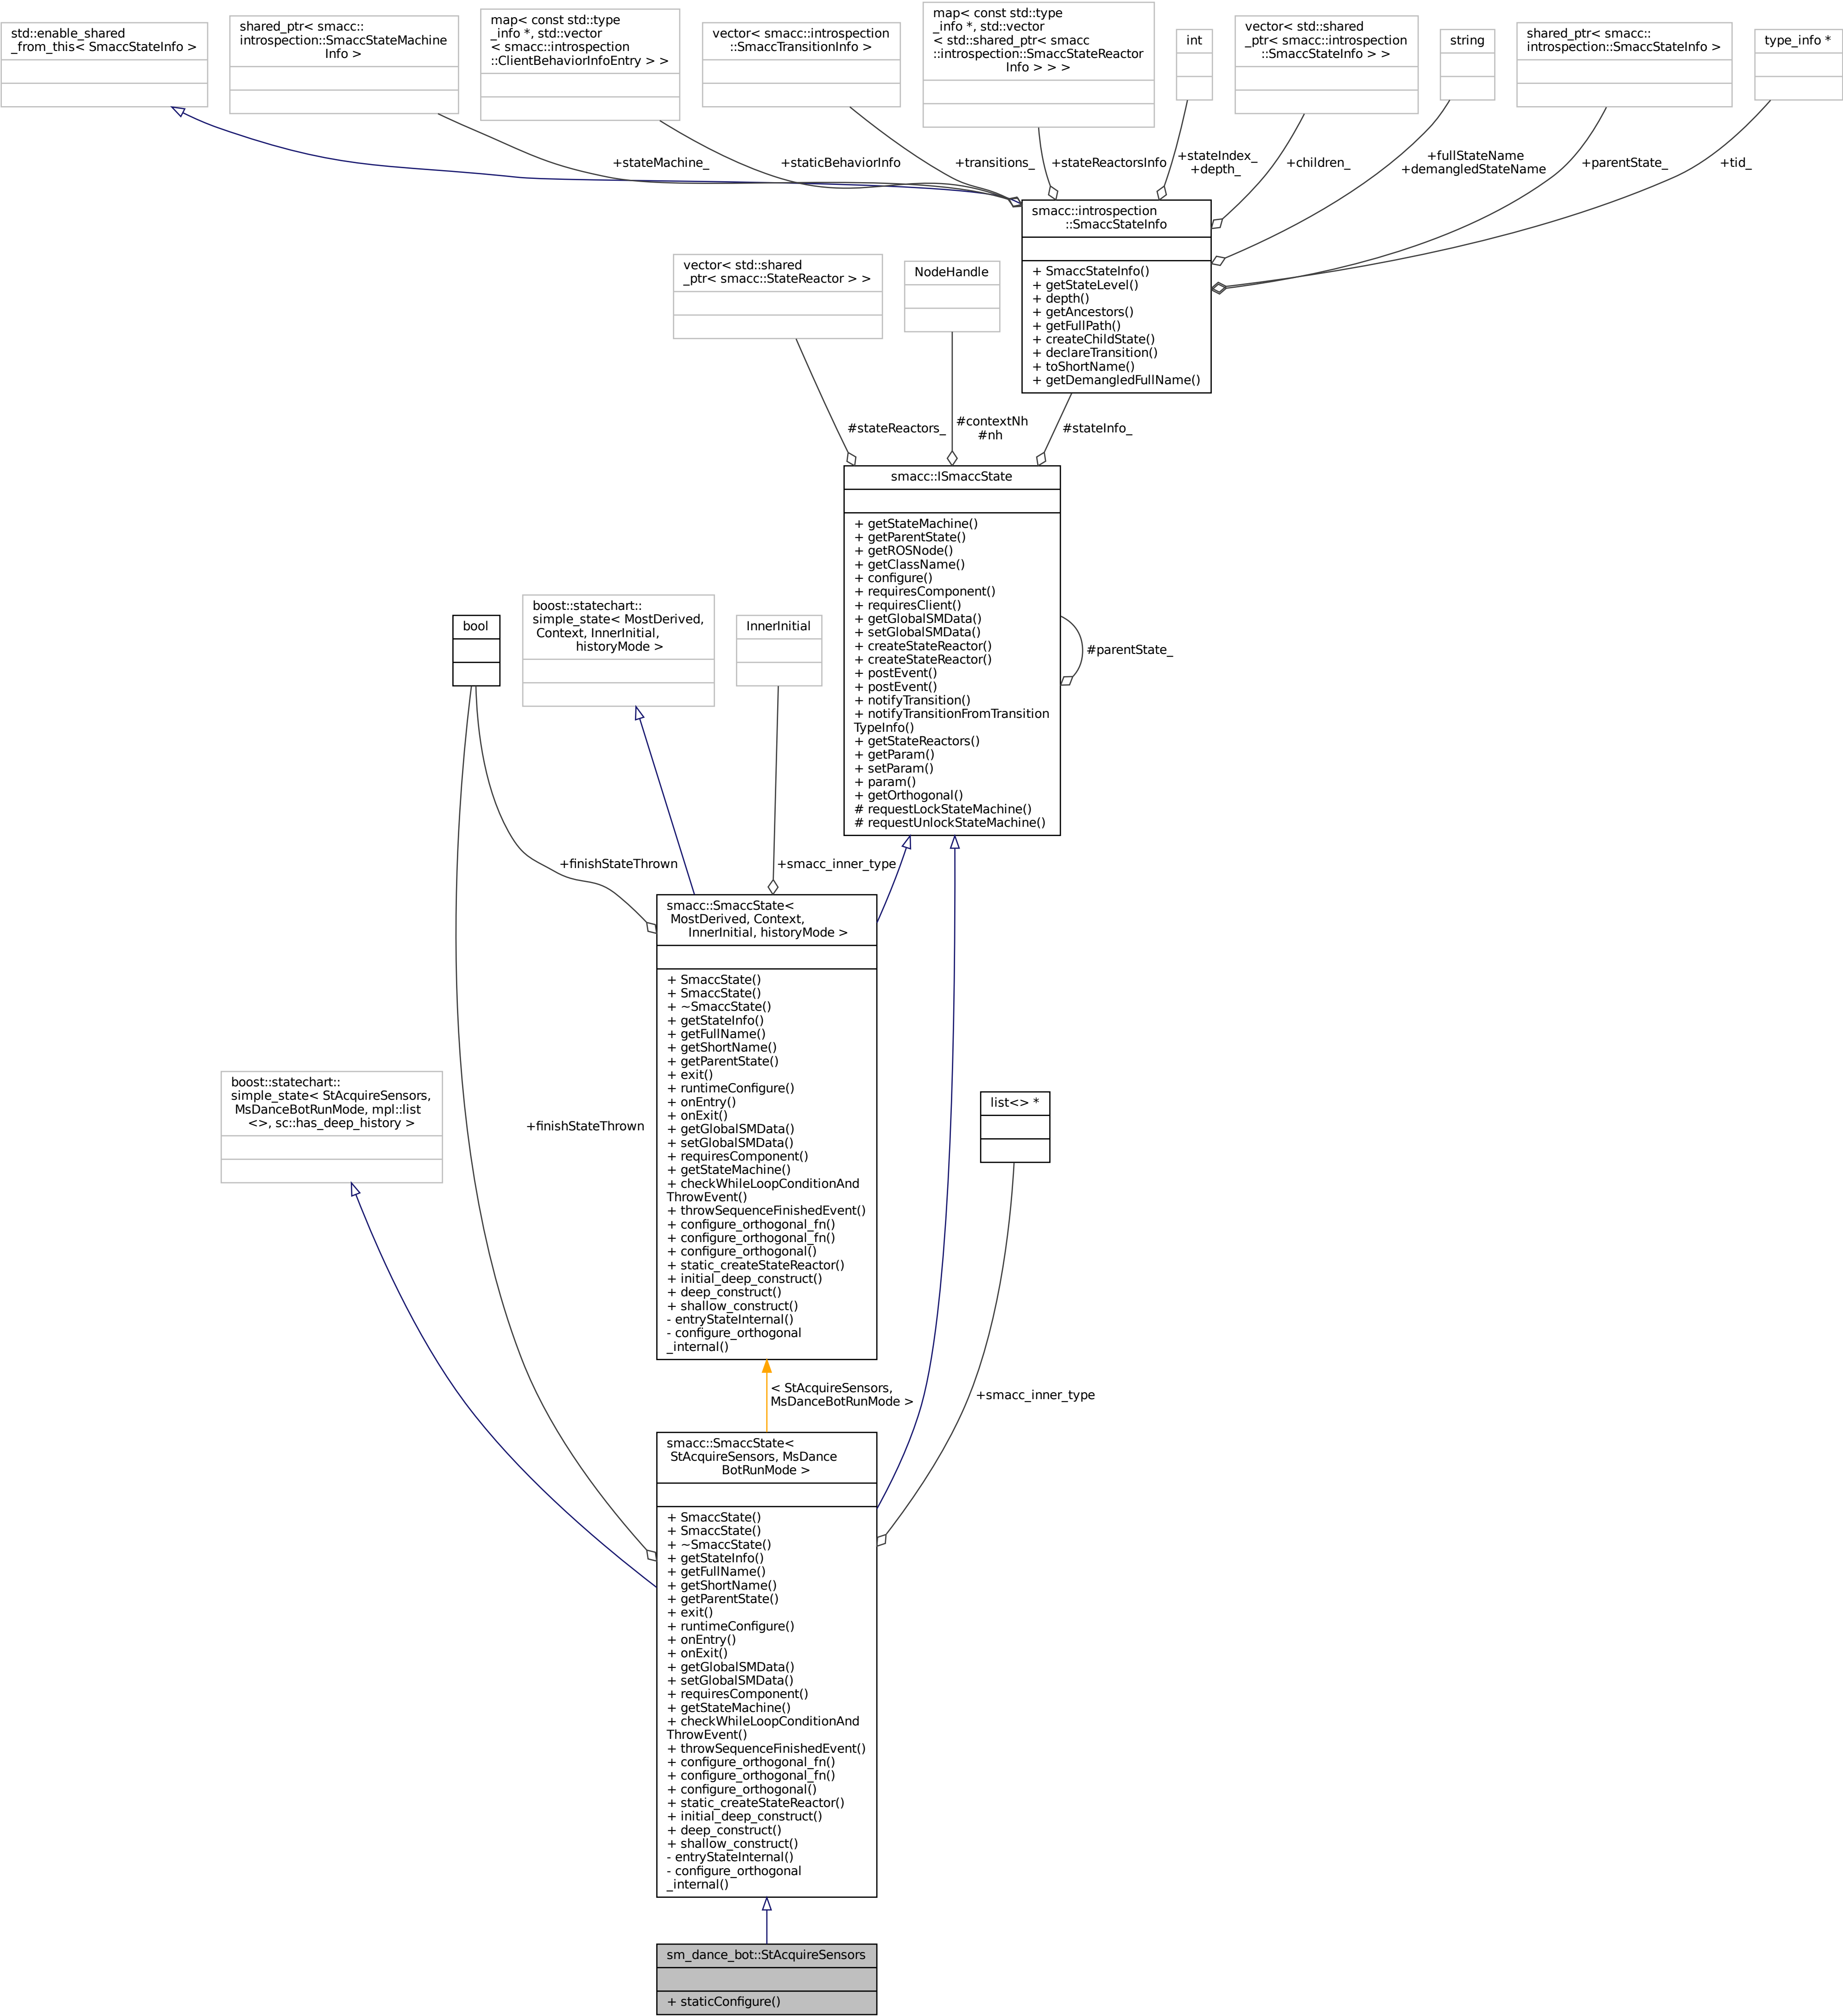 std::enable_shared
_from_this< SmaccStateInfo >
shared_ptr< smacc::
introspection::SmaccStateMachine
Info >
map< const std::type
_info *, std::vector
< smacc::introspection
::ClientBehaviorInfoEntry > >
vector< smacc::introspection
::SmaccTransitionInfo >
map< const std::type
_info *, std::vector
< std::shared_ptr< smacc
::introspection::SmaccStateReactor
Info > > >
int
vector< std::shared
_ptr< smacc::introspection
::SmaccStateInfo > >
string
shared_ptr< smacc::
introspection::SmaccStateInfo >
type_info *
+stateMachine_
+staticBehaviorInfo
+transitions_
+stateReactorsInfo
+stateIndex_
+depth_
+children_
+fullStateName
+demangledStateName
+parentState_
+tid_
smacc::introspection
::SmaccStateInfo
+ SmaccStateInfo()
+ getStateLevel()
+ depth()
+ getAncestors()
+ getFullPath()
+ createChildState()
+ declareTransition()
+ toShortName()
+ getDemangledFullName()
vector< std::shared
_ptr< smacc::StateReactor > >
NodeHandle
#stateReactors_
#contextNh
#nh
#stateInfo_
smacc::ISmaccState
+ getStateMachine()
+ getParentState()
+ getROSNode()
+ getClassName()
+ configure()
+ requiresComponent()
+ requiresClient()
+ getGlobalSMData()
+ setGlobalSMData()
+ createStateReactor()
+ createStateReactor()
+ postEvent()
+ postEvent()
+ notifyTransition()
+ notifyTransitionFromTransition
TypeInfo()
+ getStateReactors()
+ getParam()
+ setParam()
+ param()
+ getOrthogonal()
# requestLockStateMachine()
# requestUnlockStateMachine()
#parentState_
bool
boost::statechart::
simple_state< MostDerived,
Context, InnerInitial,
historyMode >
InnerInitial
+finishStateThrown
+smacc_inner_type
smacc::SmaccState<
MostDerived, Context,
InnerInitial, historyMode >
+ SmaccState()
+ SmaccState()
+ ~SmaccState()
+ getStateInfo()
+ getFullName()
+ getShortName()
+ getParentState()
+ exit()
+ runtimeConfigure()
+ onEntry()
+ onExit()
+ getGlobalSMData()
+ setGlobalSMData()
+ requiresComponent()
+ getStateMachine()
+ checkWhileLoopConditionAnd
ThrowEvent()
+ throwSequenceFinishedEvent()
+ configure_orthogonal_fn()
+ configure_orthogonal_fn()
+ configure_orthogonal()
+ static_createStateReactor()
+ initial_deep_construct()
+ deep_construct()
+ shallow_construct()
- entryStateInternal()
- configure_orthogonal
_internal()
boost::statechart::
simple_state< StAcquireSensors,
MsDanceBotRunMode, mpl::list
<>, sc::has_deep_history >
+finishStateThrown
list<> *
< StAcquireSensors,
MsDanceBotRunMode >
+smacc_inner_type
smacc::SmaccState<
StAcquireSensors, MsDance
BotRunMode >
+ SmaccState()
+ SmaccState()
+ ~SmaccState()
+ getStateInfo()
+ getFullName()
+ getShortName()
+ getParentState()
+ exit()
+ runtimeConfigure()
+ onEntry()
+ onExit()
+ getGlobalSMData()
+ setGlobalSMData()
+ requiresComponent()
+ getStateMachine()
+ checkWhileLoopConditionAnd
ThrowEvent()
+ throwSequenceFinishedEvent()
+ configure_orthogonal_fn()
+ configure_orthogonal_fn()
+ configure_orthogonal()
+ static_createStateReactor()
+ initial_deep_construct()
+ deep_construct()
+ shallow_construct()
- entryStateInternal()
- configure_orthogonal
_internal()
sm_dance_bot::StAcquireSensors
+ staticConfigure()